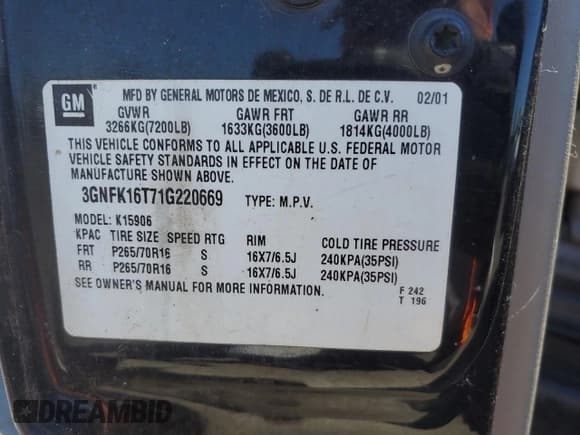 GM
MFD BY GENERAL MOTORS DE MEXICO, S. DE R.L. DE C.V. 02/01
GVWR GAWR FRT GAWR RR
3266KG(7200LB) 1633KG(3600LB) 1814KG(4000LB)
THIS VEHICLE CONFORMS TO ALL APPLICABLE U.S. FEDERAL MOTOR
VEHICLE SAFETY STANDARDS IN EFFECT ON THE DATE OF
MANUFACTURE SHOWN ABOVE.
3GNFK16T71G220669 TYPE: M.P.V.
MODEL: K15906
KPAC TIRE SIZE SPEED RTG RIM COLD TIRE PRESSURE
FRT P265/70R16 S 16X7/6.5J 240KPA(35PSI)
RR P265/70R16 S 16X7/6.5J 240KPA(35PSI)
SEE OWNER'S MANUAL FOR MORE INFORMATION.
F 242
T 196
DREAMBID